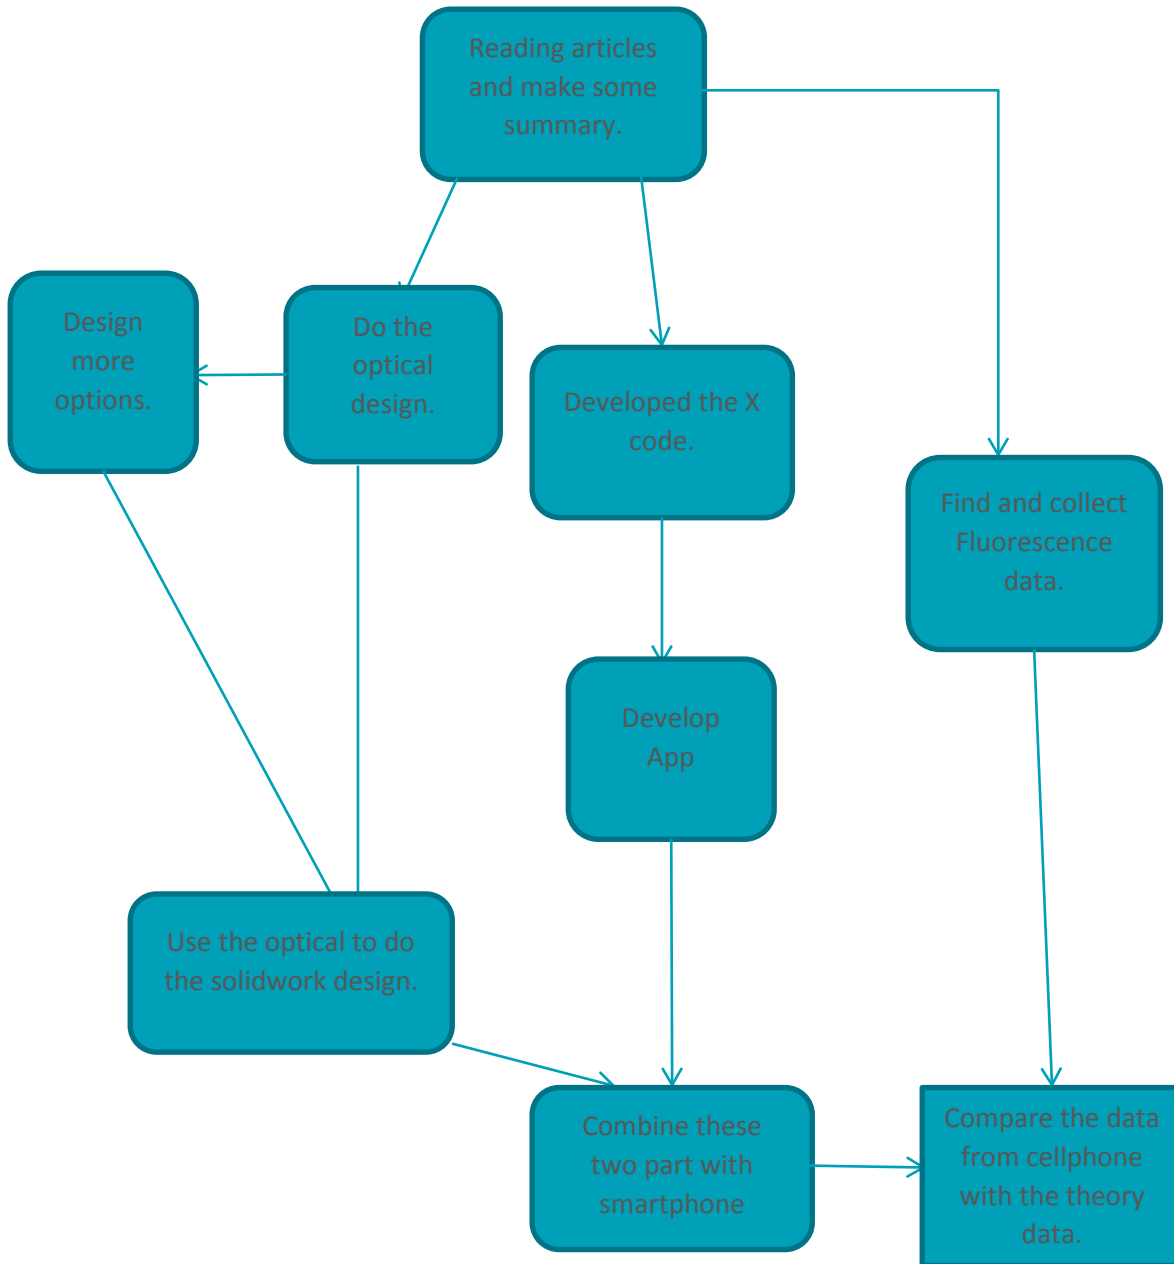 Reading articles
and make some
summary.
Design
more
options.
Do the
optical
design.
Developed the X
code.
Find and collect
Fluorescence
data.
Develop
App
Use the optical to do
the solidwork design.
Combine these
two part with
smartphone
Compare the data
from cellphone
with the theory
data.